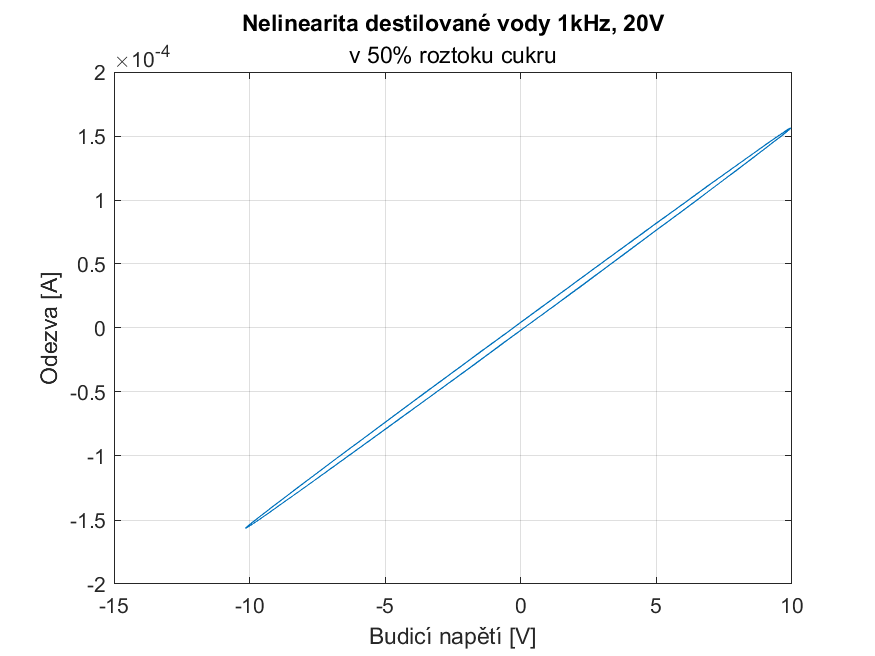 Nelinearita destilované vody 1kHz, 20V
v 50% roztoku cukru
×10^-4
2
1.5
1
0.5
0
-0.5
-1
-1.5
-2
Odezva [A]
-15 -10 -5 0 5 10
Budicí napětí [V]